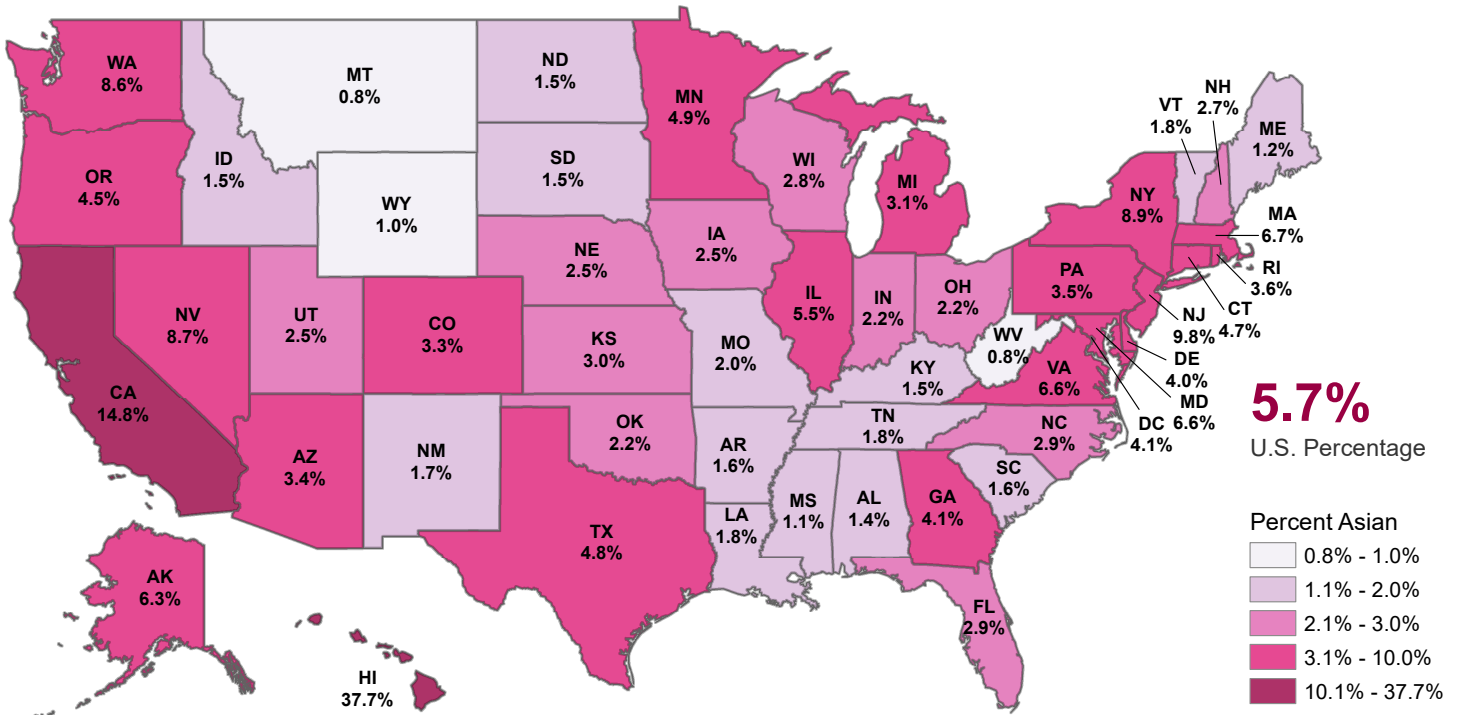 WA
8.6%
MT
0.8%
ND
1.5%
MN
4.9%
VT
1.8%
NH
2.7%
ME
1.2%
OR
4.5%
ID
1.5%
SD
1.5%
WI
2.8%
MI
3.1%
NY
8.9%
MA
6.7%
WY
1.0%
NE
2.5%
IA
2.5%
RI
3.6%
NV
8.7%
UT
2.5%
CO
3.3%
KS
3.0%
MO
2.0%
IL
5.5%
IN
2.2%
OH
2.2%
PA
3.5%
NJ
9.8%
CT
4.7%
WV
0.8%
DE
4.0%
CA
14.8%
KY
1.5%
VA
6.6%
MD
6.6%
DC
4.1%
AZ
3.4%
NM
1.7%
OK
2.2%
AR
1.6%
TN
1.8%
NC
2.9%
SC
1.6%
TX
4.8%
LA
1.8%
MS
1.1%
AL
1.4%
GA
4.1%
FL
2.9%
AK
6.3%
HI
37.7%
5.7%
U.S. Percentage
Percent Asian
0.8% - 1.0%
1.1% - 2.0%
2.1% - 3.0%
3.1% - 10.0%
10.1% - 37.7%